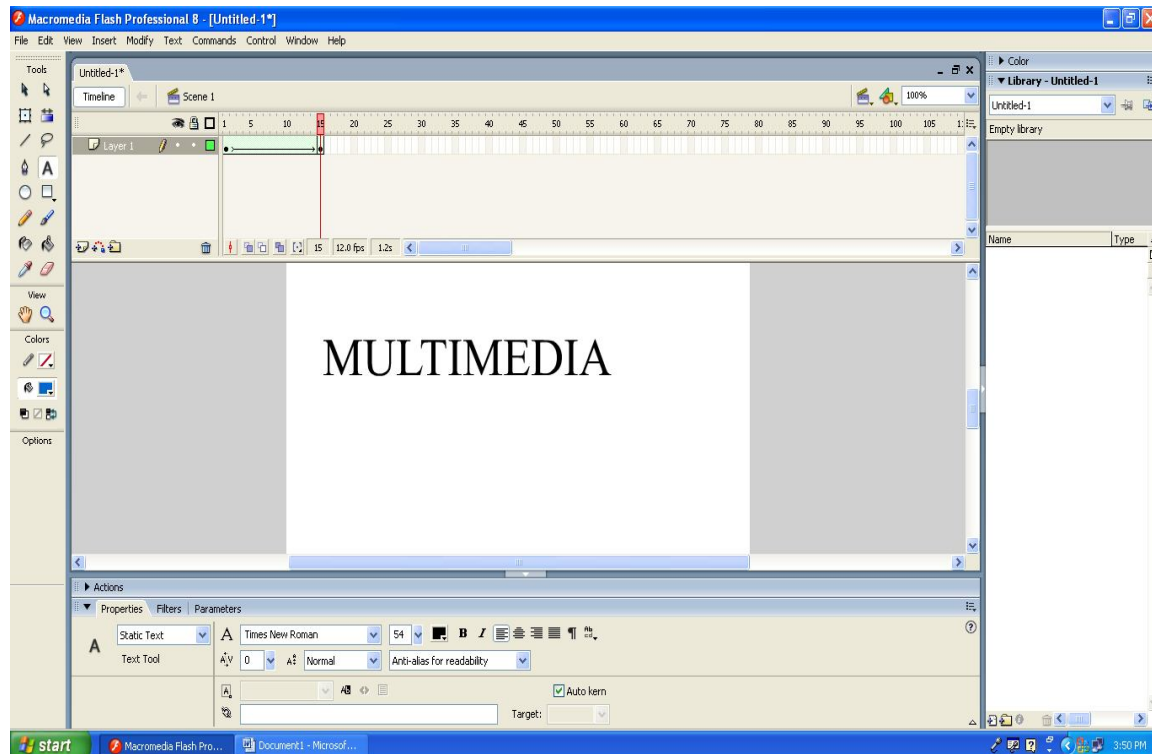 Macromedia Flash Professional 8 - [Untitled-1*]
File Edit View Insert Modify Text Commands Control Window Help
Tools
View
Colors
Options
Untitled-1*
Timeline Scene 1 100%
1 5 10 15 20 25 30 35 40 45 50 55 60 65 70 75 80 85 90 95 100 105
Layer 1
15 12.0 fps 1.2s
MULTIMEDIA
Actions
Properties Filters Parameters
A Static Text A Times New Roman 54 B I
Text Tool A|V 0 Normal Anti-alias for readability
Auto kern
Target:
Color
Library - Untitled-1
Untitled-1
Empty library
Name Type
start Macromedia Flash Pro... Document1 - Microsof... 3:50 PM